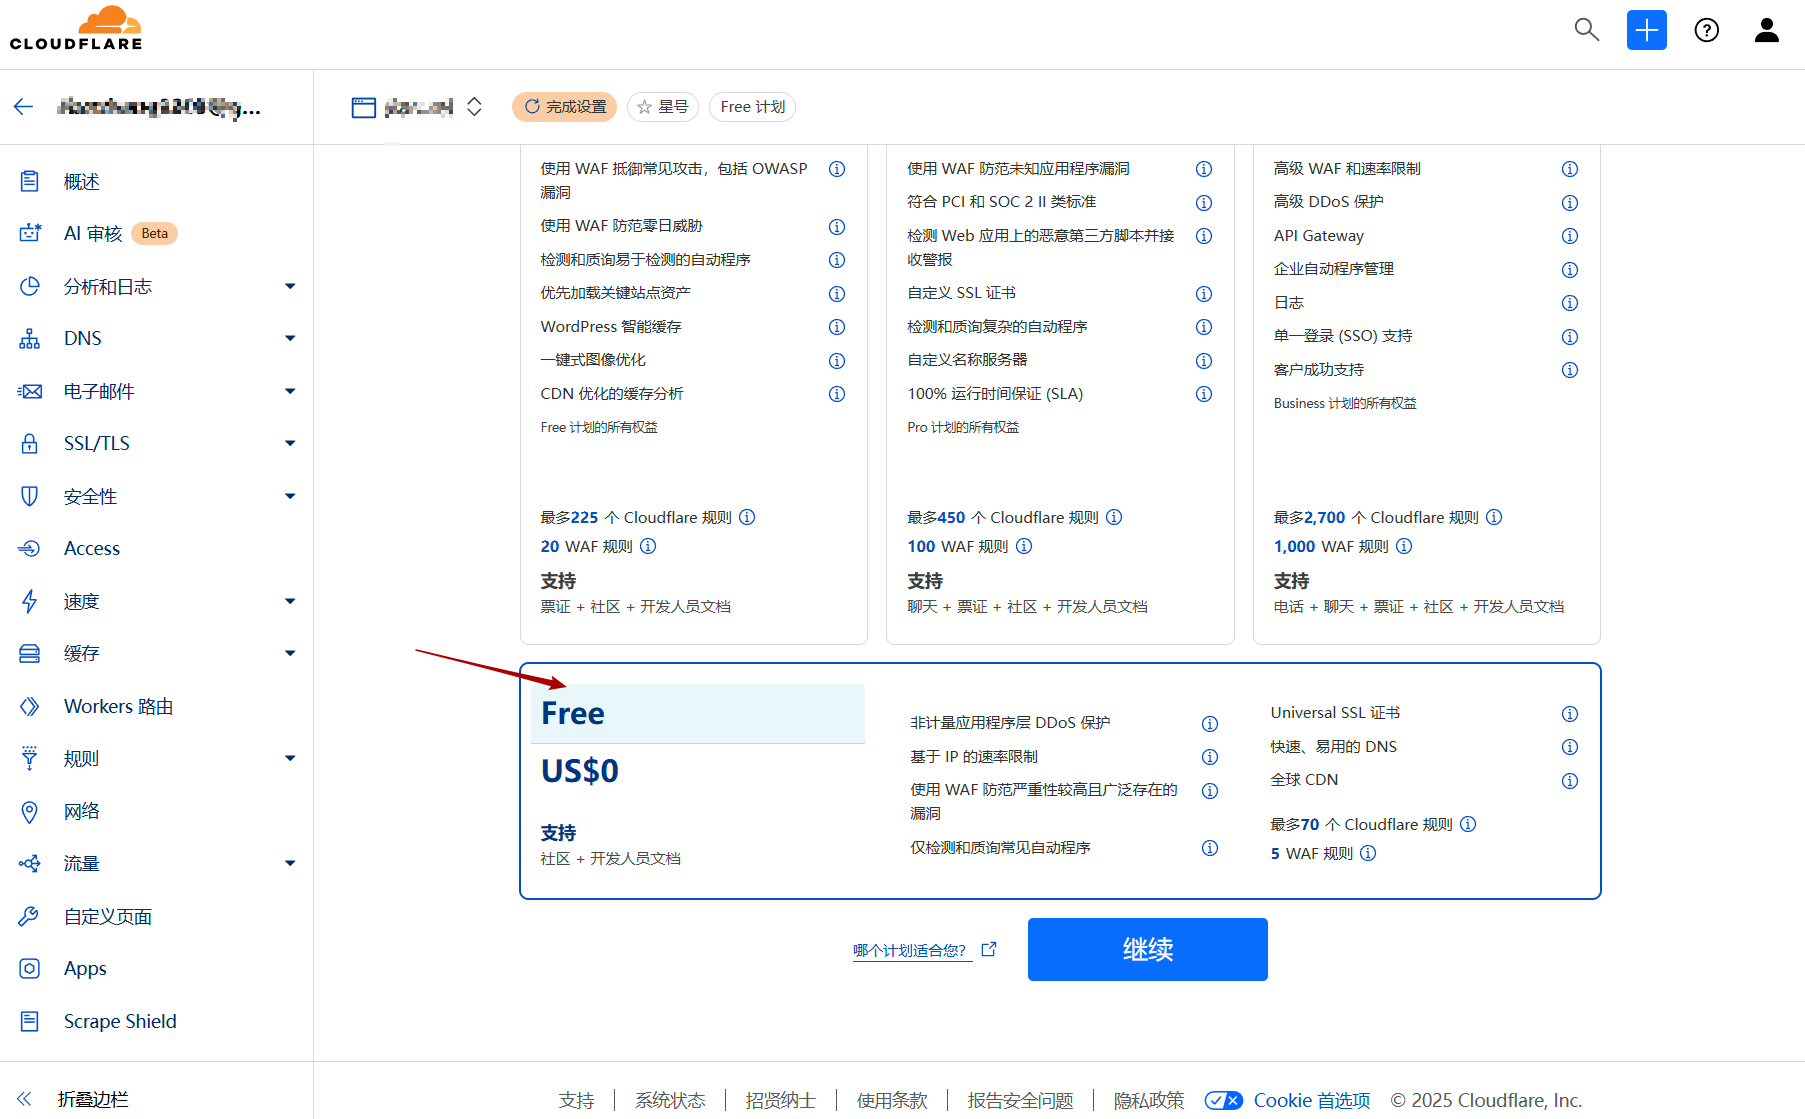 CLOUDFLARE
完成设置
星号
Free 计划
概述
AI 审核 Beta
分析和日志
DNS
电子邮件
SSL/TLS
安全性
Access
速度
缓存
Workers 路由
规则
网络
流量
自定义页面
Apps
Scrape Shield
折叠边栏
使用 WAF 抵御常见攻击，包括 OWASP
漏洞
使用 WAF 防范零日威胁
检测和质询易于检测的自动程序
优先加载关键站点资产
WordPress 智能缓存
一键式图像优化
CDN 优化的缓存分析
Free 计划的所有权益
最多225 个 Cloudflare 规则
20 WAF 规则
支持
票证 + 社区 + 开发人员文档
使用 WAF 防范未知应用程序漏洞
符合 PCI 和 SOC 2 II 类标准
检测 Web 应用上的恶意第三方脚本并接
收警报
自定义 SSL 证书
检测和质询复杂的自动程序
自定义名称服务器
100% 运行时间保证 (SLA)
Pro 计划的所有权益
最多450 个 Cloudflare 规则
100 WAF 规则
支持
聊天 + 票证 + 社区 + 开发人员文档
高级 WAF 和速率限制
高级 DDoS 保护
API Gateway
企业自动程序管理
日志
单一登录 (SSO) 支持
客户成功支持
Business 计划的所有权益
最多2,700 个 Cloudflare 规则
1,000 WAF 规则
支持
电话 + 聊天 + 票证 + 社区 + 开发人员文档
Free
US$0
支持
社区 + 开发人员文档
非计量应用程序层 DDoS 保护
基于 IP 的速率限制
使用 WAF 防范严重性较高且广泛存在的
漏洞
仅检测和质询常见自动程序
Universal SSL 证书
快速、易用的 DNS
全球 CDN
最多70 个 Cloudflare 规则
5 WAF 规则
哪个计划适合您？
继续
支持
系统状态
招贤纳士
使用条款
报告安全问题
隐私政策
Cookie 首选项
© 2025 Cloudflare, Inc.